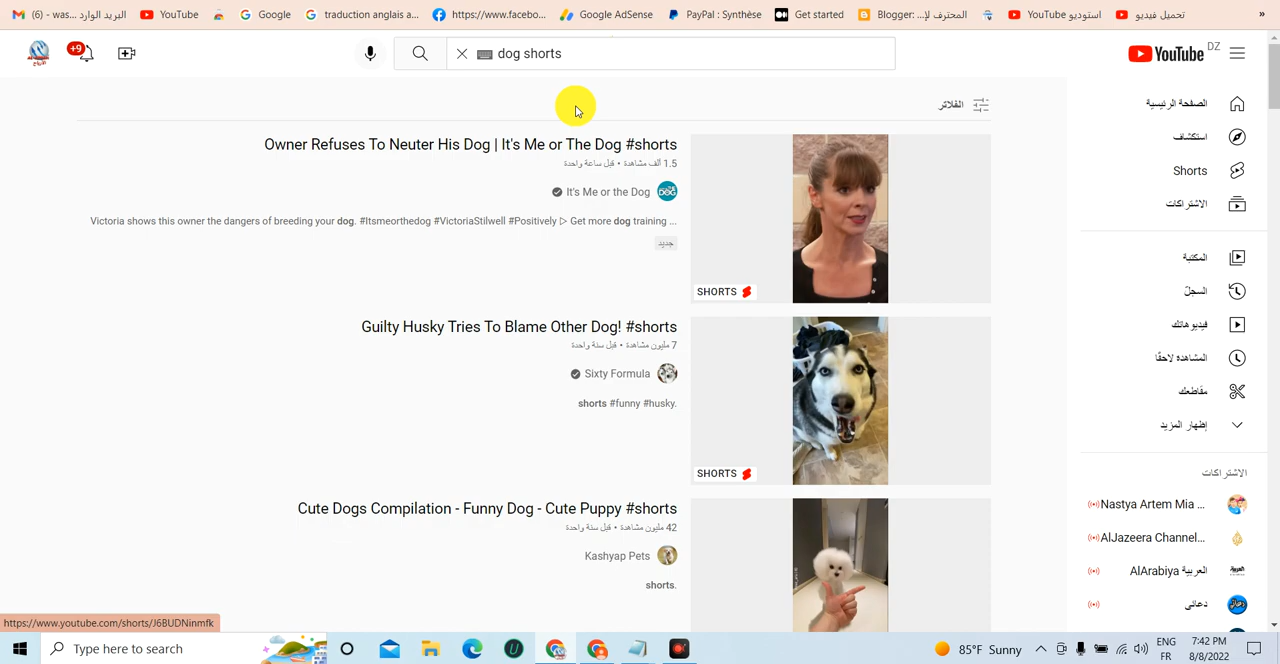 البريد الوارد (6) - was...
YouTube
Google
traduction anglais a...
https://www.facebo...
Google AdSense
PayPal : Synthèse
Get started
Blogger: المحترف لإ...
YouTube استوديو
تحميل فيديو
»
+9
dog shorts
YouTube DZ
الفلاتر
Owner Refuses To Neuter His Dog | It's Me or The Dog #shorts
1.5 ألف مشاهدة • قبل ساعة واحدة
It's Me or the Dog
Victoria shows this owner the dangers of breeding your dog. #Itsmeorthedog #VictoriaStilwell #Positively ▷ Get more dog training ...
جديد
SHORTS
Guilty Husky Tries To Blame Other Dog! #shorts
7 مليون مشاهدة • قبل سنة واحدة
Sixty Formula
shorts #funny #husky.
SHORTS
Cute Dogs Compilation - Funny Dog - Cute Puppy #shorts
42 مليون مشاهدة • قبل سنة واحدة
Kashyap Pets
shorts.
الصفحة الرئيسية
استكشاف
Shorts
الاشتراكات
المكتبة
السجلّ
فيديوهاتك
المشاهدة لاحقًا
مقاطعك
إظهار المزيد
الاشتراكات
Nastya Artem Mia ...
AlJazeera Channel...
AlArabiya العربية
دعائي
https://www.youtube.com/shorts/J6BUDNinmfk
Type here to search
85°F Sunny
ENG
FR
7:42 PM
8/8/2022